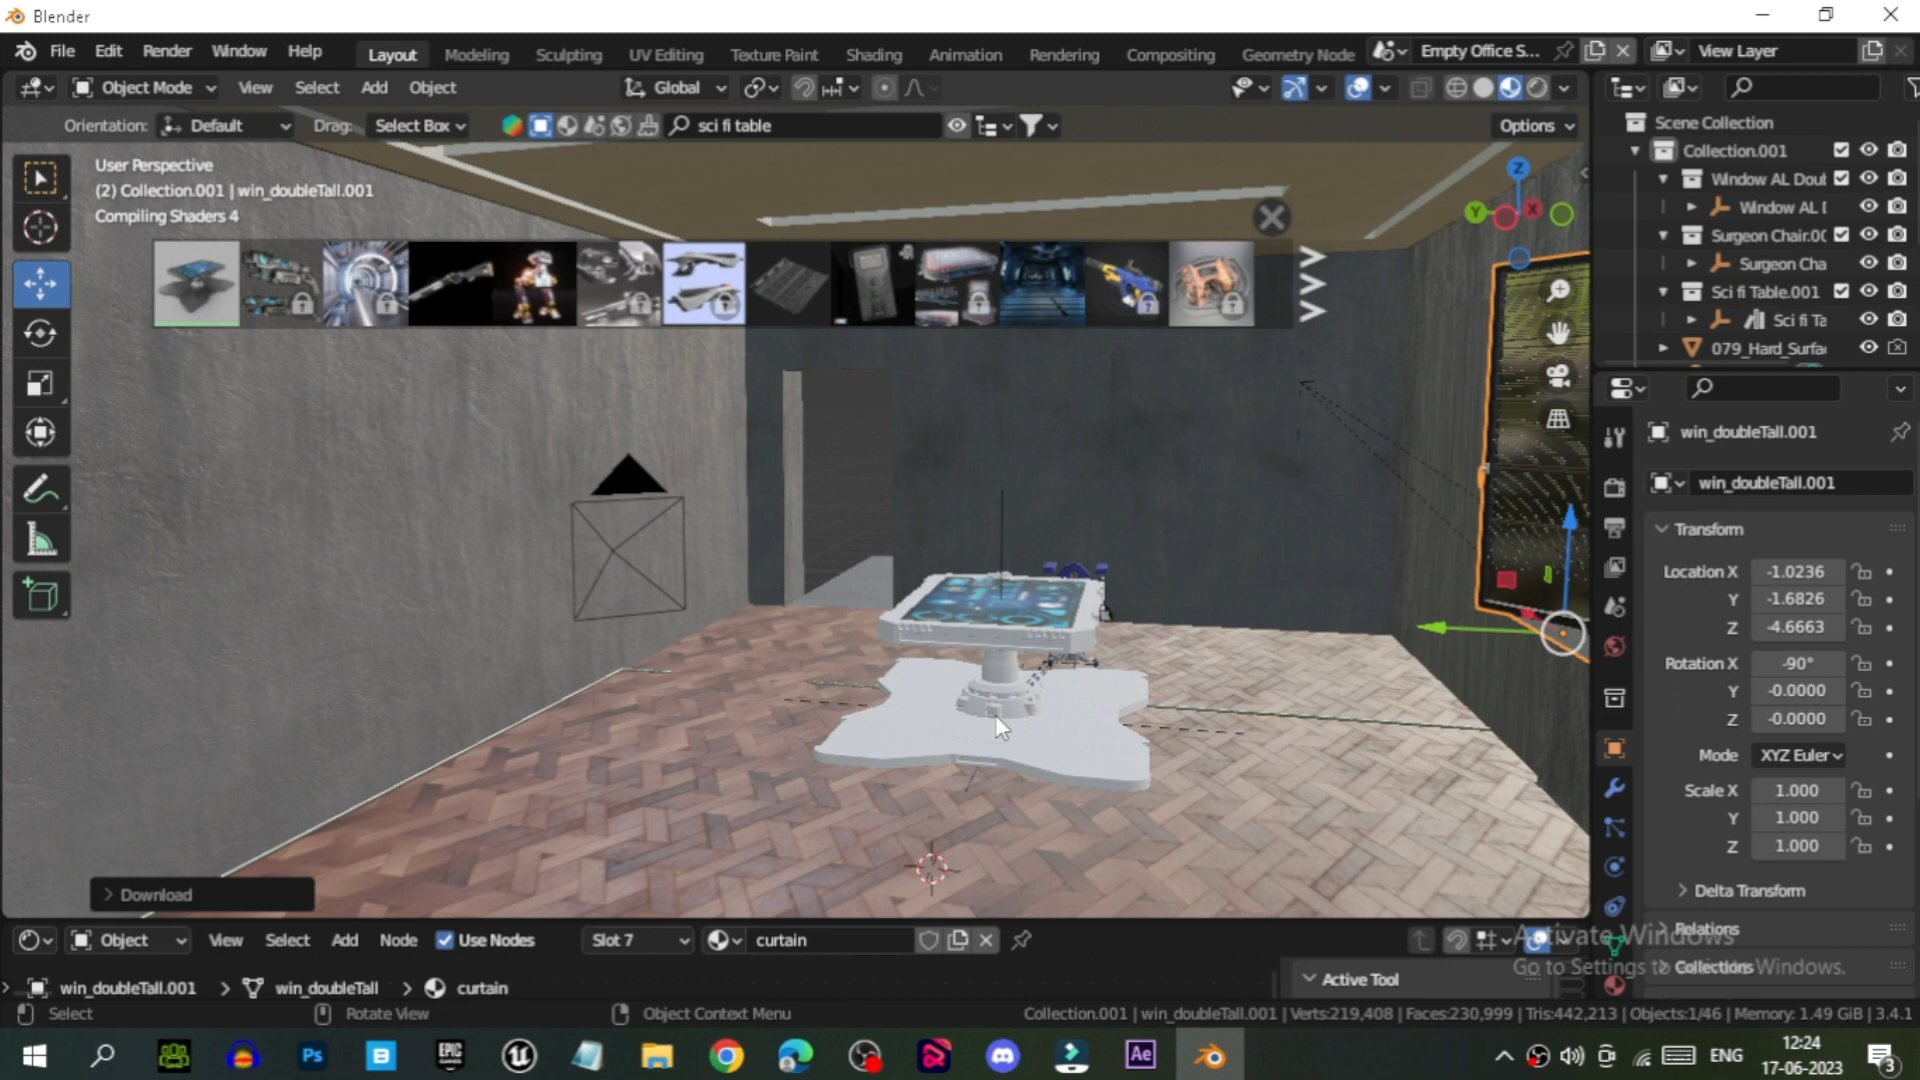 Blender
File Edit Render Window Help Layout Modeling Sculpting UV Editing Texture Paint Shading Animation Rendering Compositing Geometry Node Empty Office S... View Layer
Object Mode View Select Add Object Global
Orientation: Default Drag: Select Box sci fi table Options
User Perspective
(2) Collection.001 | win_doubleTall.001
Compiling Shaders 4
Z
Y X
Scene Collection
Collection.001
Window AL Doul
Window AL [
Surgeon Chair.0(
Surgeon Cha
Sci fi Table.001
Sci fi Ta
079_Hard_Surfa
win_doubleTall.001
win_doubleTall.001
Transform
Location X -1.0236
Y -1.6826
Z -4.6663
Rotation X -90°
Y -0.0000
Z -0.0000
Mode XYZ Euler
Scale X 1.000
Y 1.000
Z 1.000
Delta Transform
Relations
Collections
Download
Object View Select Add Node Use Nodes Slot 7 curtain
Activate Windows
Go to Settings to Windows.
win_doubleTall.001 > win_doubleTall > curtain
Active Tool
Select Rotate View Object Context Menu Collection.001 | win_doubleTall.001 | Verts:219,408 | Faces:230,999 | Tris:442,213 | Objects:1/46 | Memory: 1.49 GiB | 3.4.1
Ps B EPIC GAMES Ae ENG
12:24
17-06-2023
3